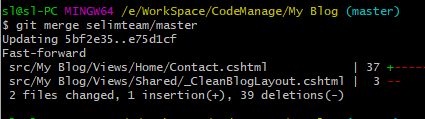 sl@sl-PC MINGW64 /e/WorkSpace/CodeManage/My Blog (master)
$ git merge selimteam/master
Updating 5bf2e35..e75d1cf
Fast-forward
 src/My Blog/Views/Home/Contact.cshtml | 37 +-----
 src/My Blog/Views/Shared/_CleanBlogLayout.cshtml | 3 --
 2 files changed, 1 insertion(+), 39 deletions(-)